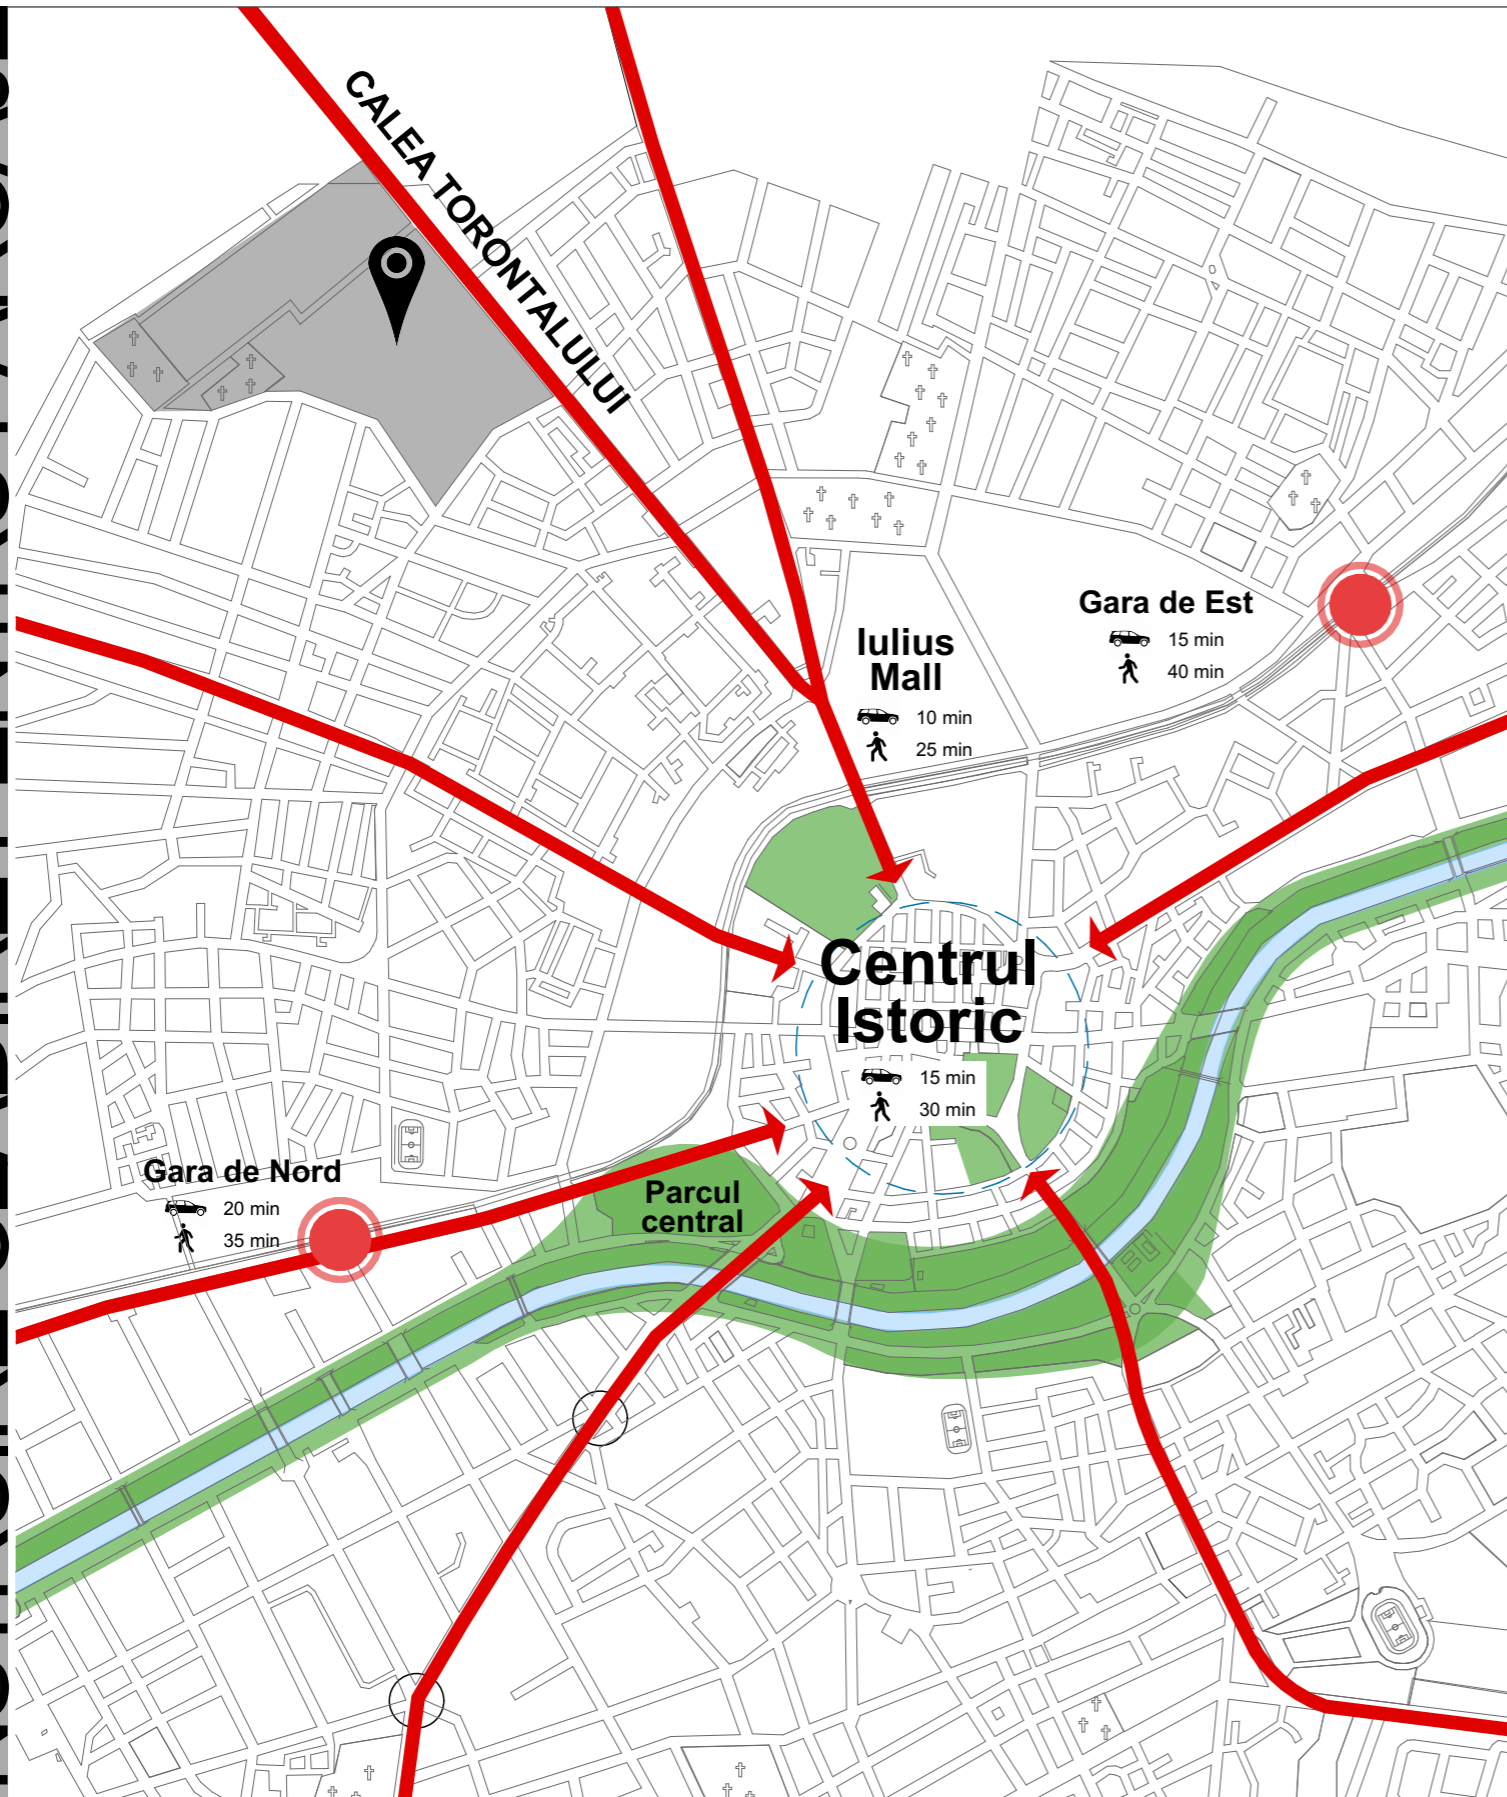 CALEA TORONTALULUI
Gara de Est
15 min
40 min
Iulius
Mall
10 min
25 min
Centrul
Istoric
15 min
30 min
Gara de Nord
20 min
35 min
Parcul
central